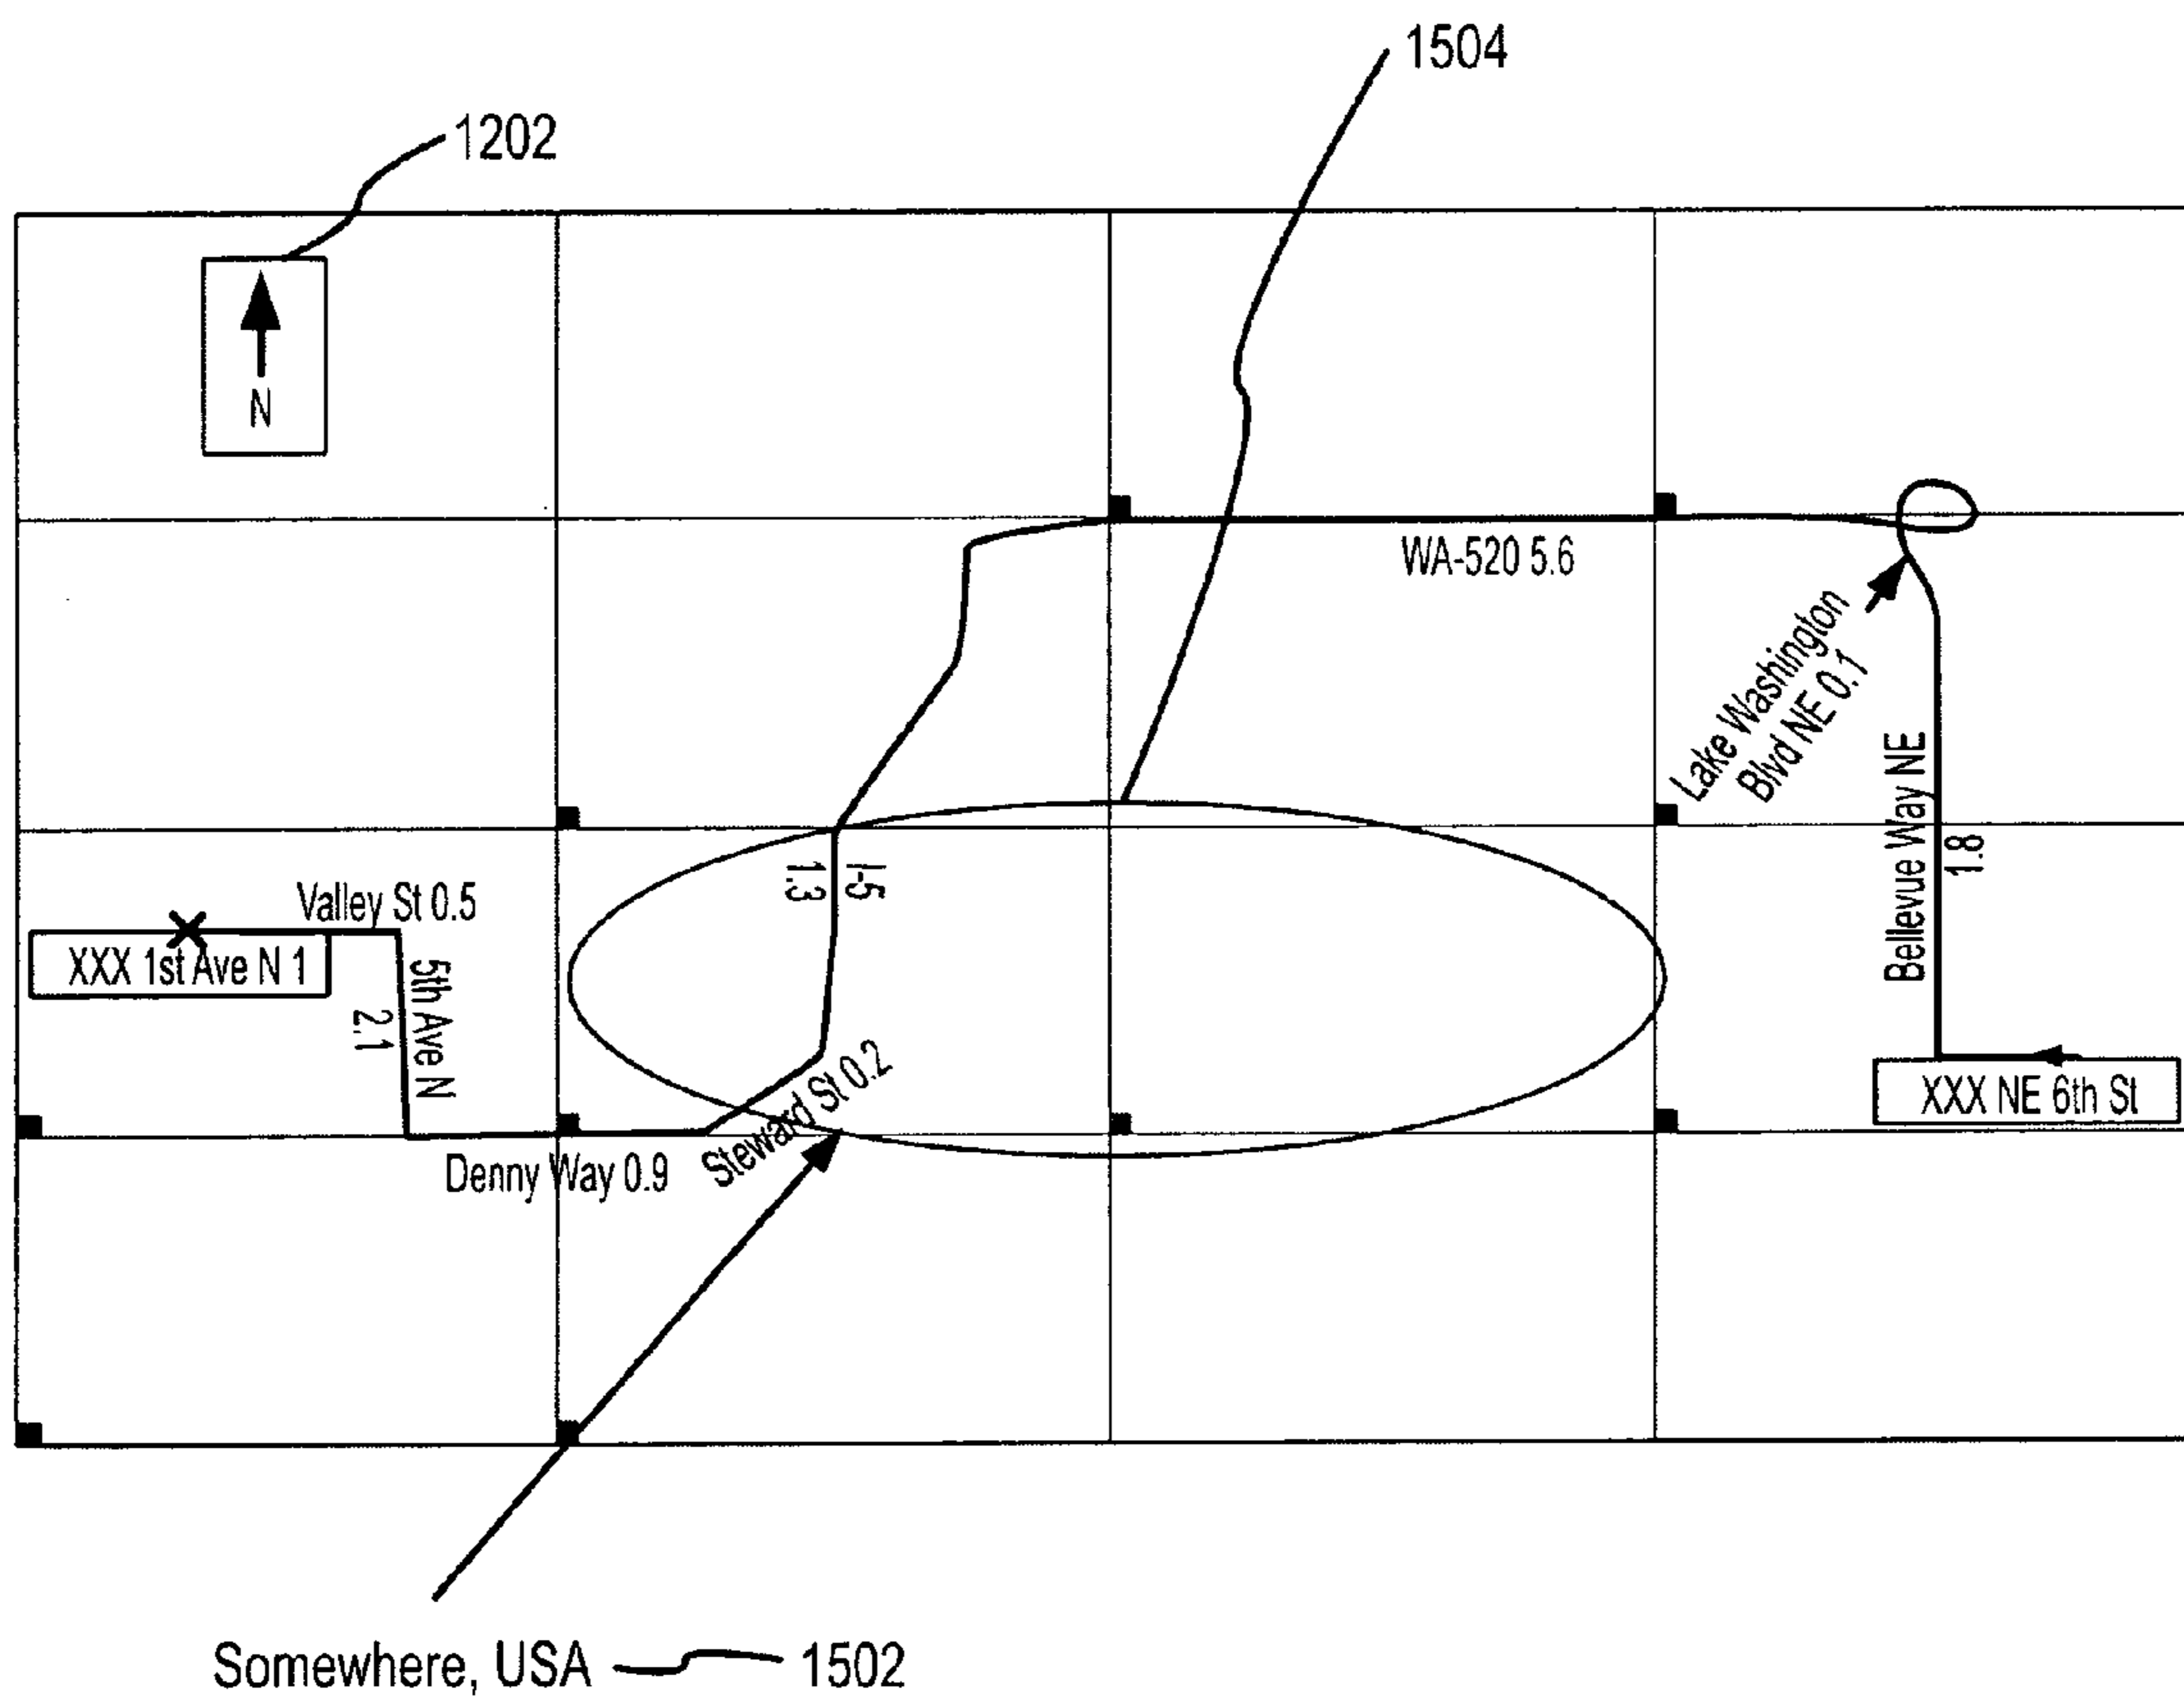 1504
1202
N
WA-520 5.6
Lake Washington
Blvd NE 0.1
Bellevue Way NE
1.8
I-5
1.3
Valley St 0.5
XXX 1st Ave N 1
5th Ave N
2.1
Steward St 0.2
XXX NE 6th St
Denny Way 0.9
Somewhere, USA
1502